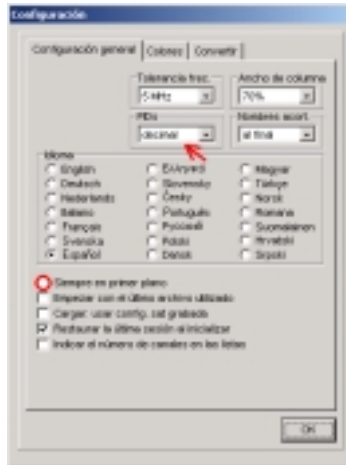 Configuración
Configuración general Colores Convertir
Tolerancia frec. Ancho de columna
5 MHz 70%
PIDs Nombres acort.
decimal al final
Idioma
English Ελληνικά Magyar
Deutsch Slovensky Türkçe
Nederlands Česky Norsk
Italiano Português Romana
Français Русский Suomalainen
Svenska Polski Hrvatski
Español Dansk Srpski
Siempre en primer plano
Empezar con el último archivo utilizado
Cargar: usar config. sat grabada
Restaurar la última sesión al inicializar
Indicar el número de canales en las listas
OK